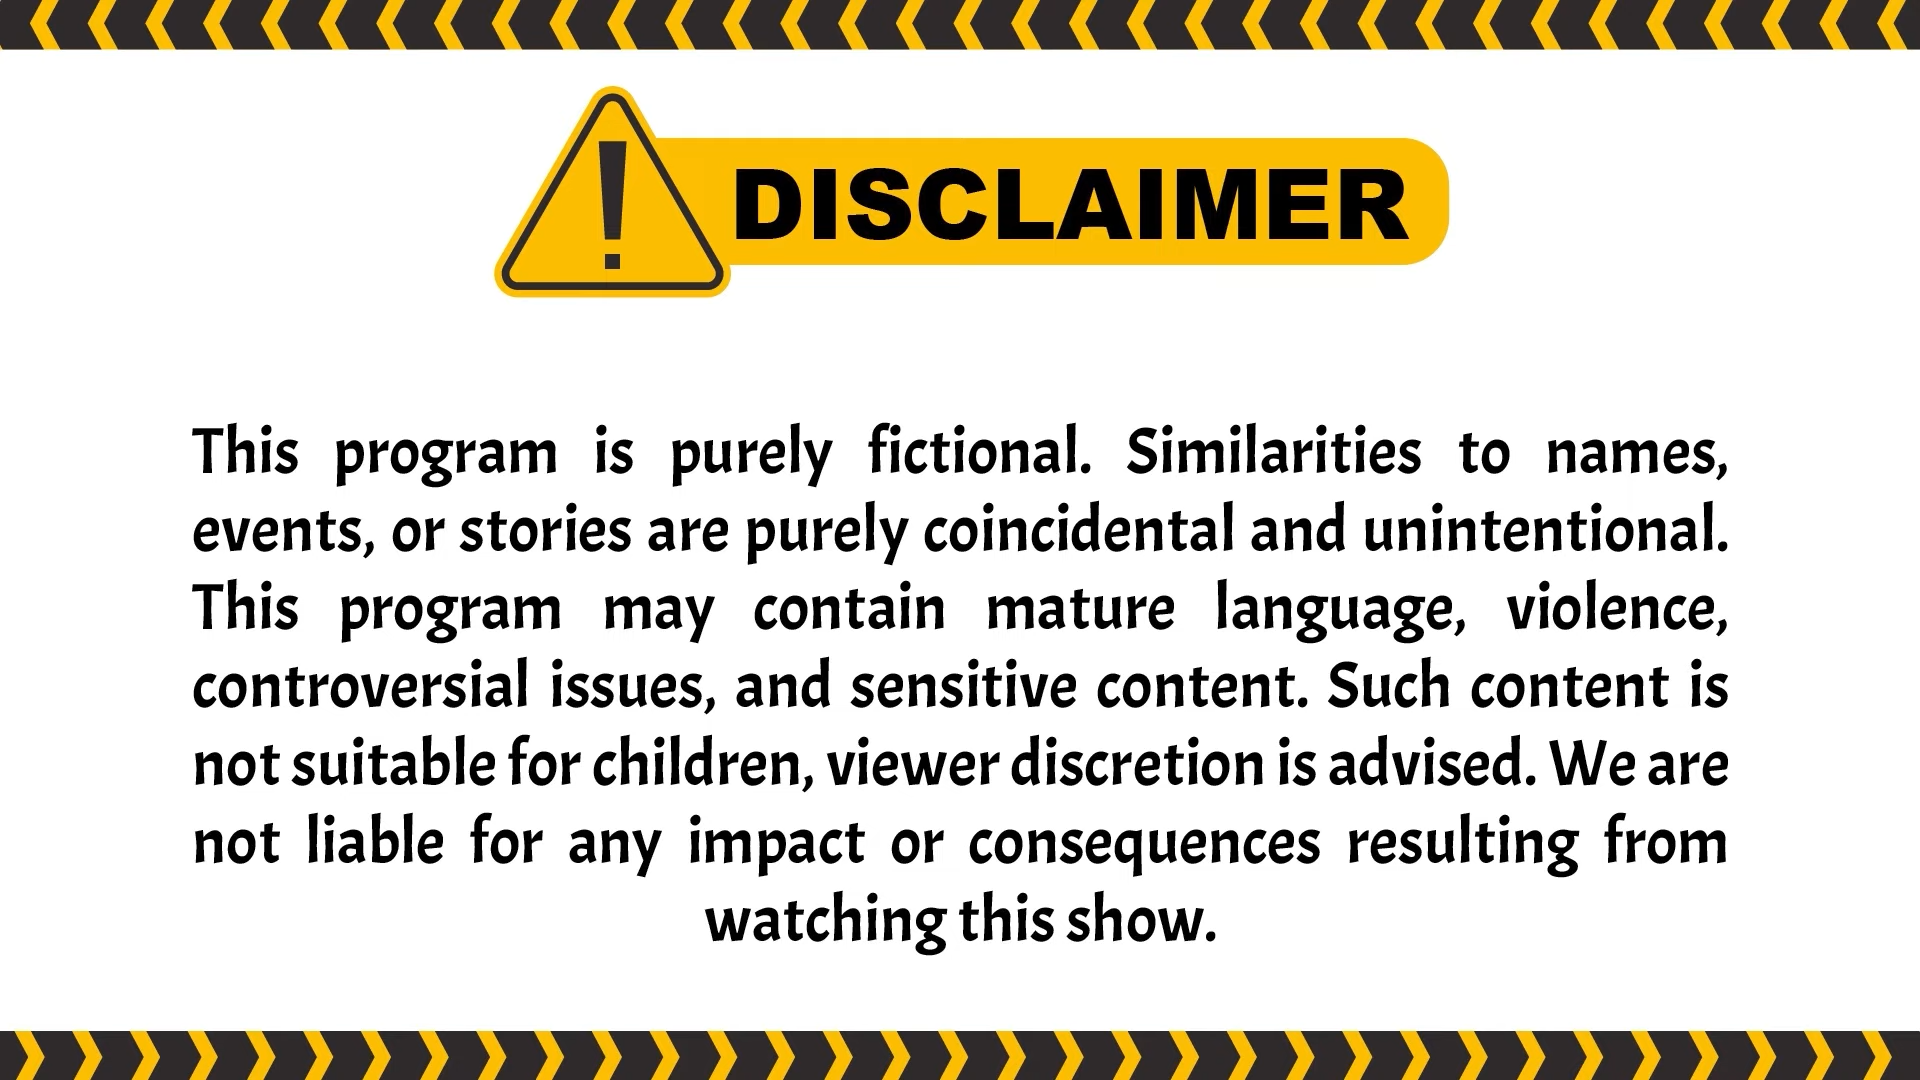 DISCLAIMER
This program is purely fictional. Similarities to names,
events, or stories are purely coincidental and unintentional.
This program may contain mature language, violence,
controversial issues, and sensitive content. Such content is
not suitable for children, viewer discretion is advised. We are
not liable for any impact or consequences resulting from
watching this show.